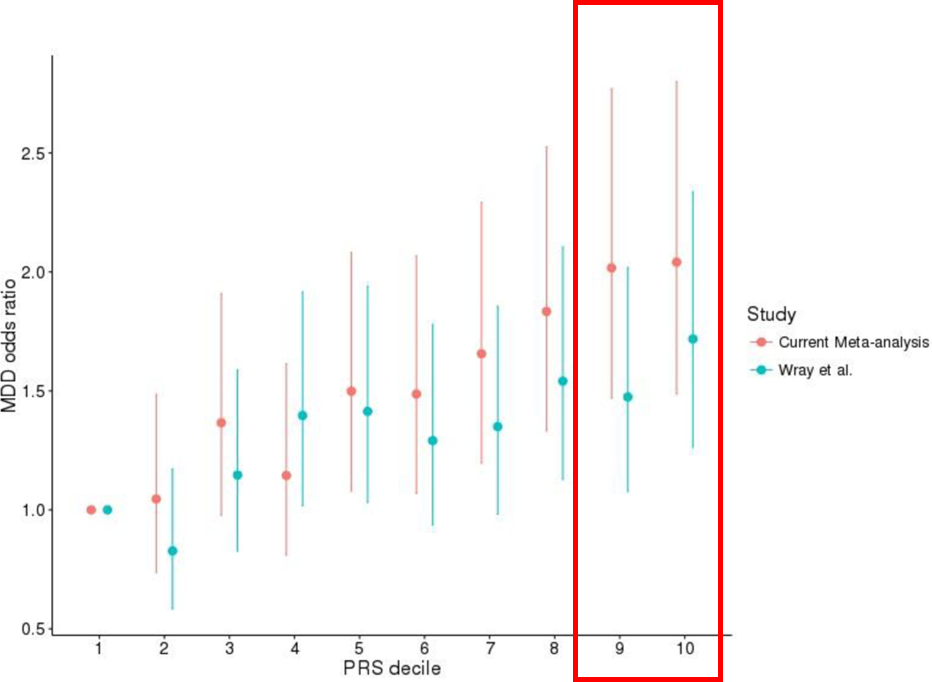 2.5
2.0
1.5
1.0
0.5
MDD odds ratio
1 2 3 4 5 6 7 8 9 10
PRS decile
Study
Current Meta-analysis
Wray et al.